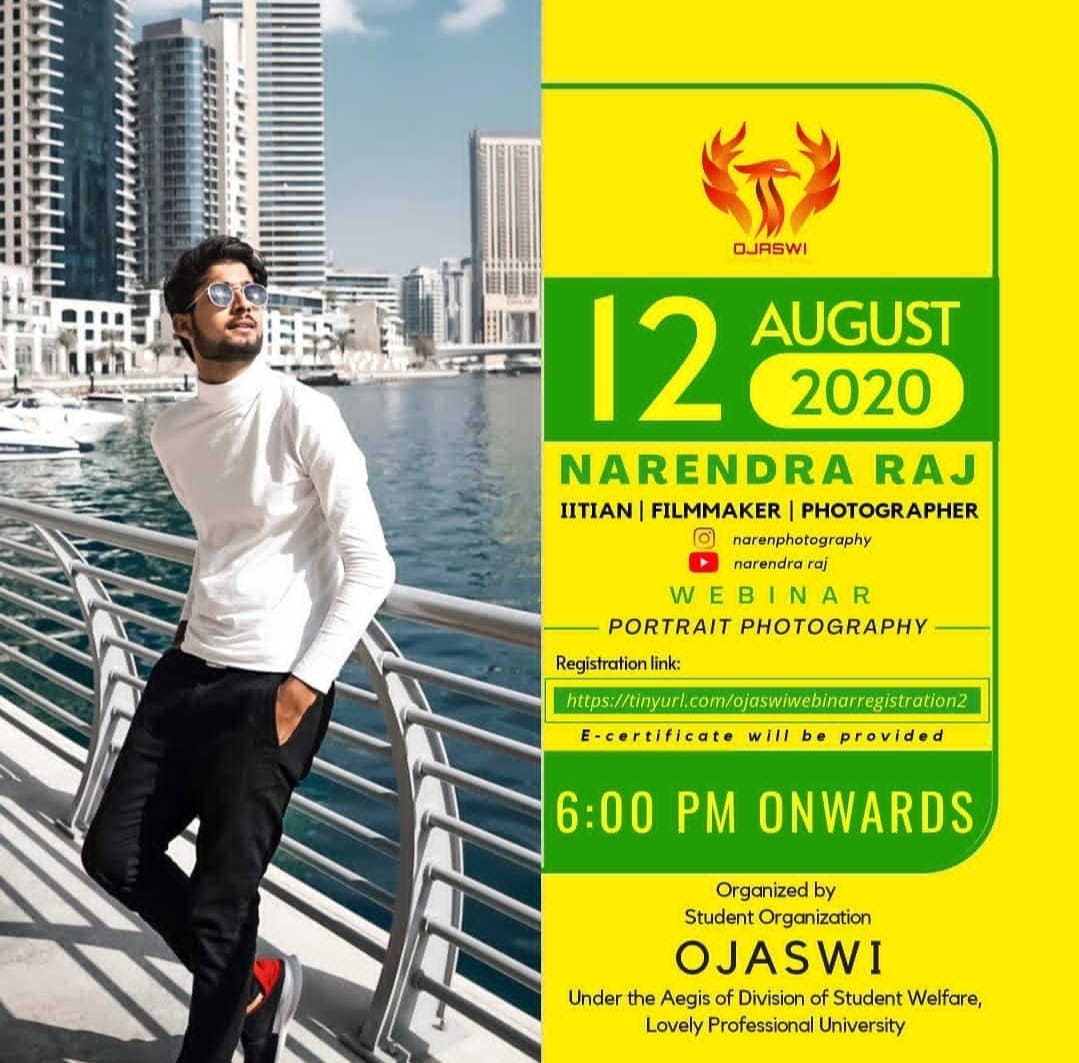 OJASWI
12 AUGUST
2020
NARENDRA RAJ
IITIAN | FILMMAKER | PHOTOGRAPHER
narenphotography
narendra raj
WEBINAR
PORTRAIT PHOTOGRAPHY
Registration link:
https://tinyurl.com/ojaswiwebinarregistration2
E-certificate will be provided
6:00 PM ONWARDS
Organized by
Student Organization
OJASWI
Under the Aegis of Division of Student Welfare,
Lovely Professional University